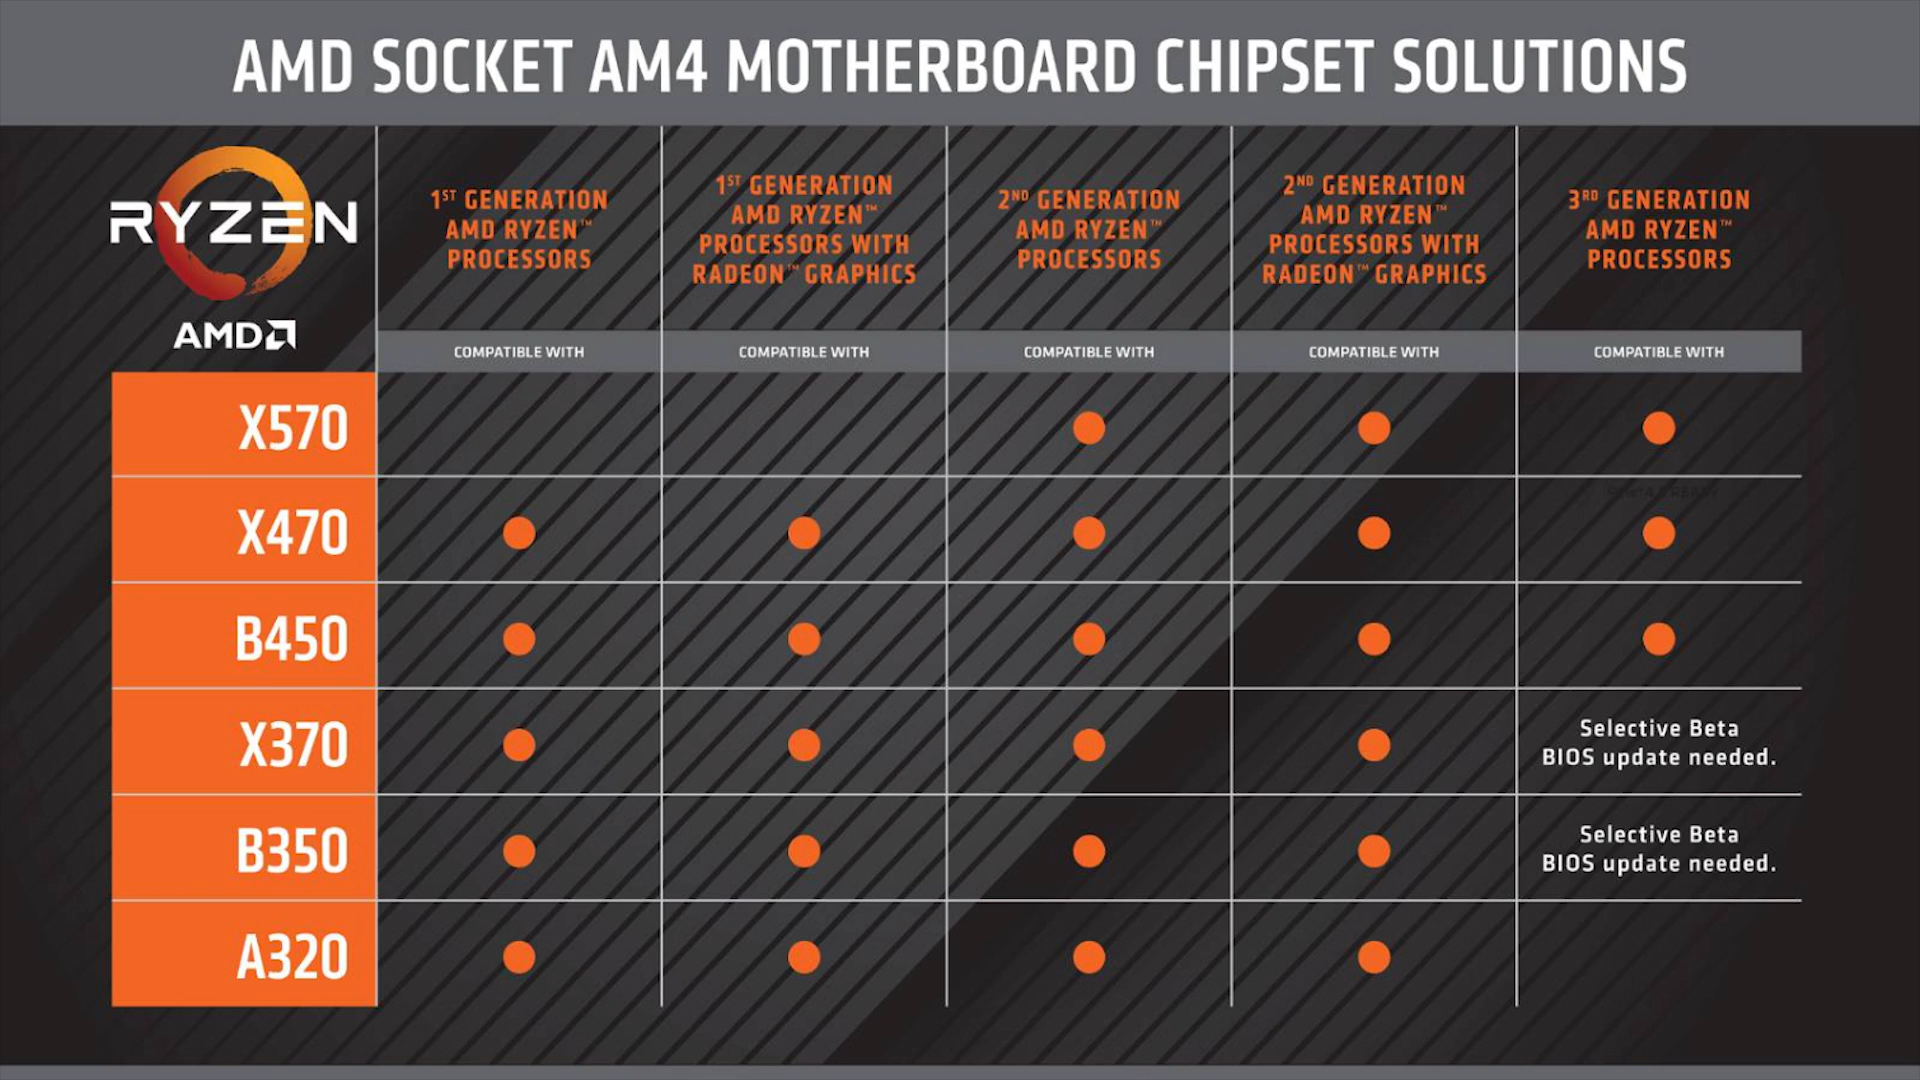 AMD SOCKET AM4 MOTHERBOARD CHIPSET SOLUTIONS
RYZEN
AMD
1ST GENERATION
AMD RYZEN™
PROCESSORS
1ST GENERATION
AMD RYZEN™
PROCESSORS WITH
RADEON™ GRAPHICS
2ND GENERATION
AMD RYZEN™
PROCESSORS
2ND GENERATION
AMD RYZEN™
PROCESSORS WITH
RADEON™ GRAPHICS
3RD GENERATION
AMD RYZEN™
PROCESSORS
COMPATIBLE WITH
COMPATIBLE WITH
COMPATIBLE WITH
COMPATIBLE WITH
COMPATIBLE WITH
X570
X470
B450
X370
Selective Beta
BIOS update needed.
B350
Selective Beta
BIOS update needed.
A320